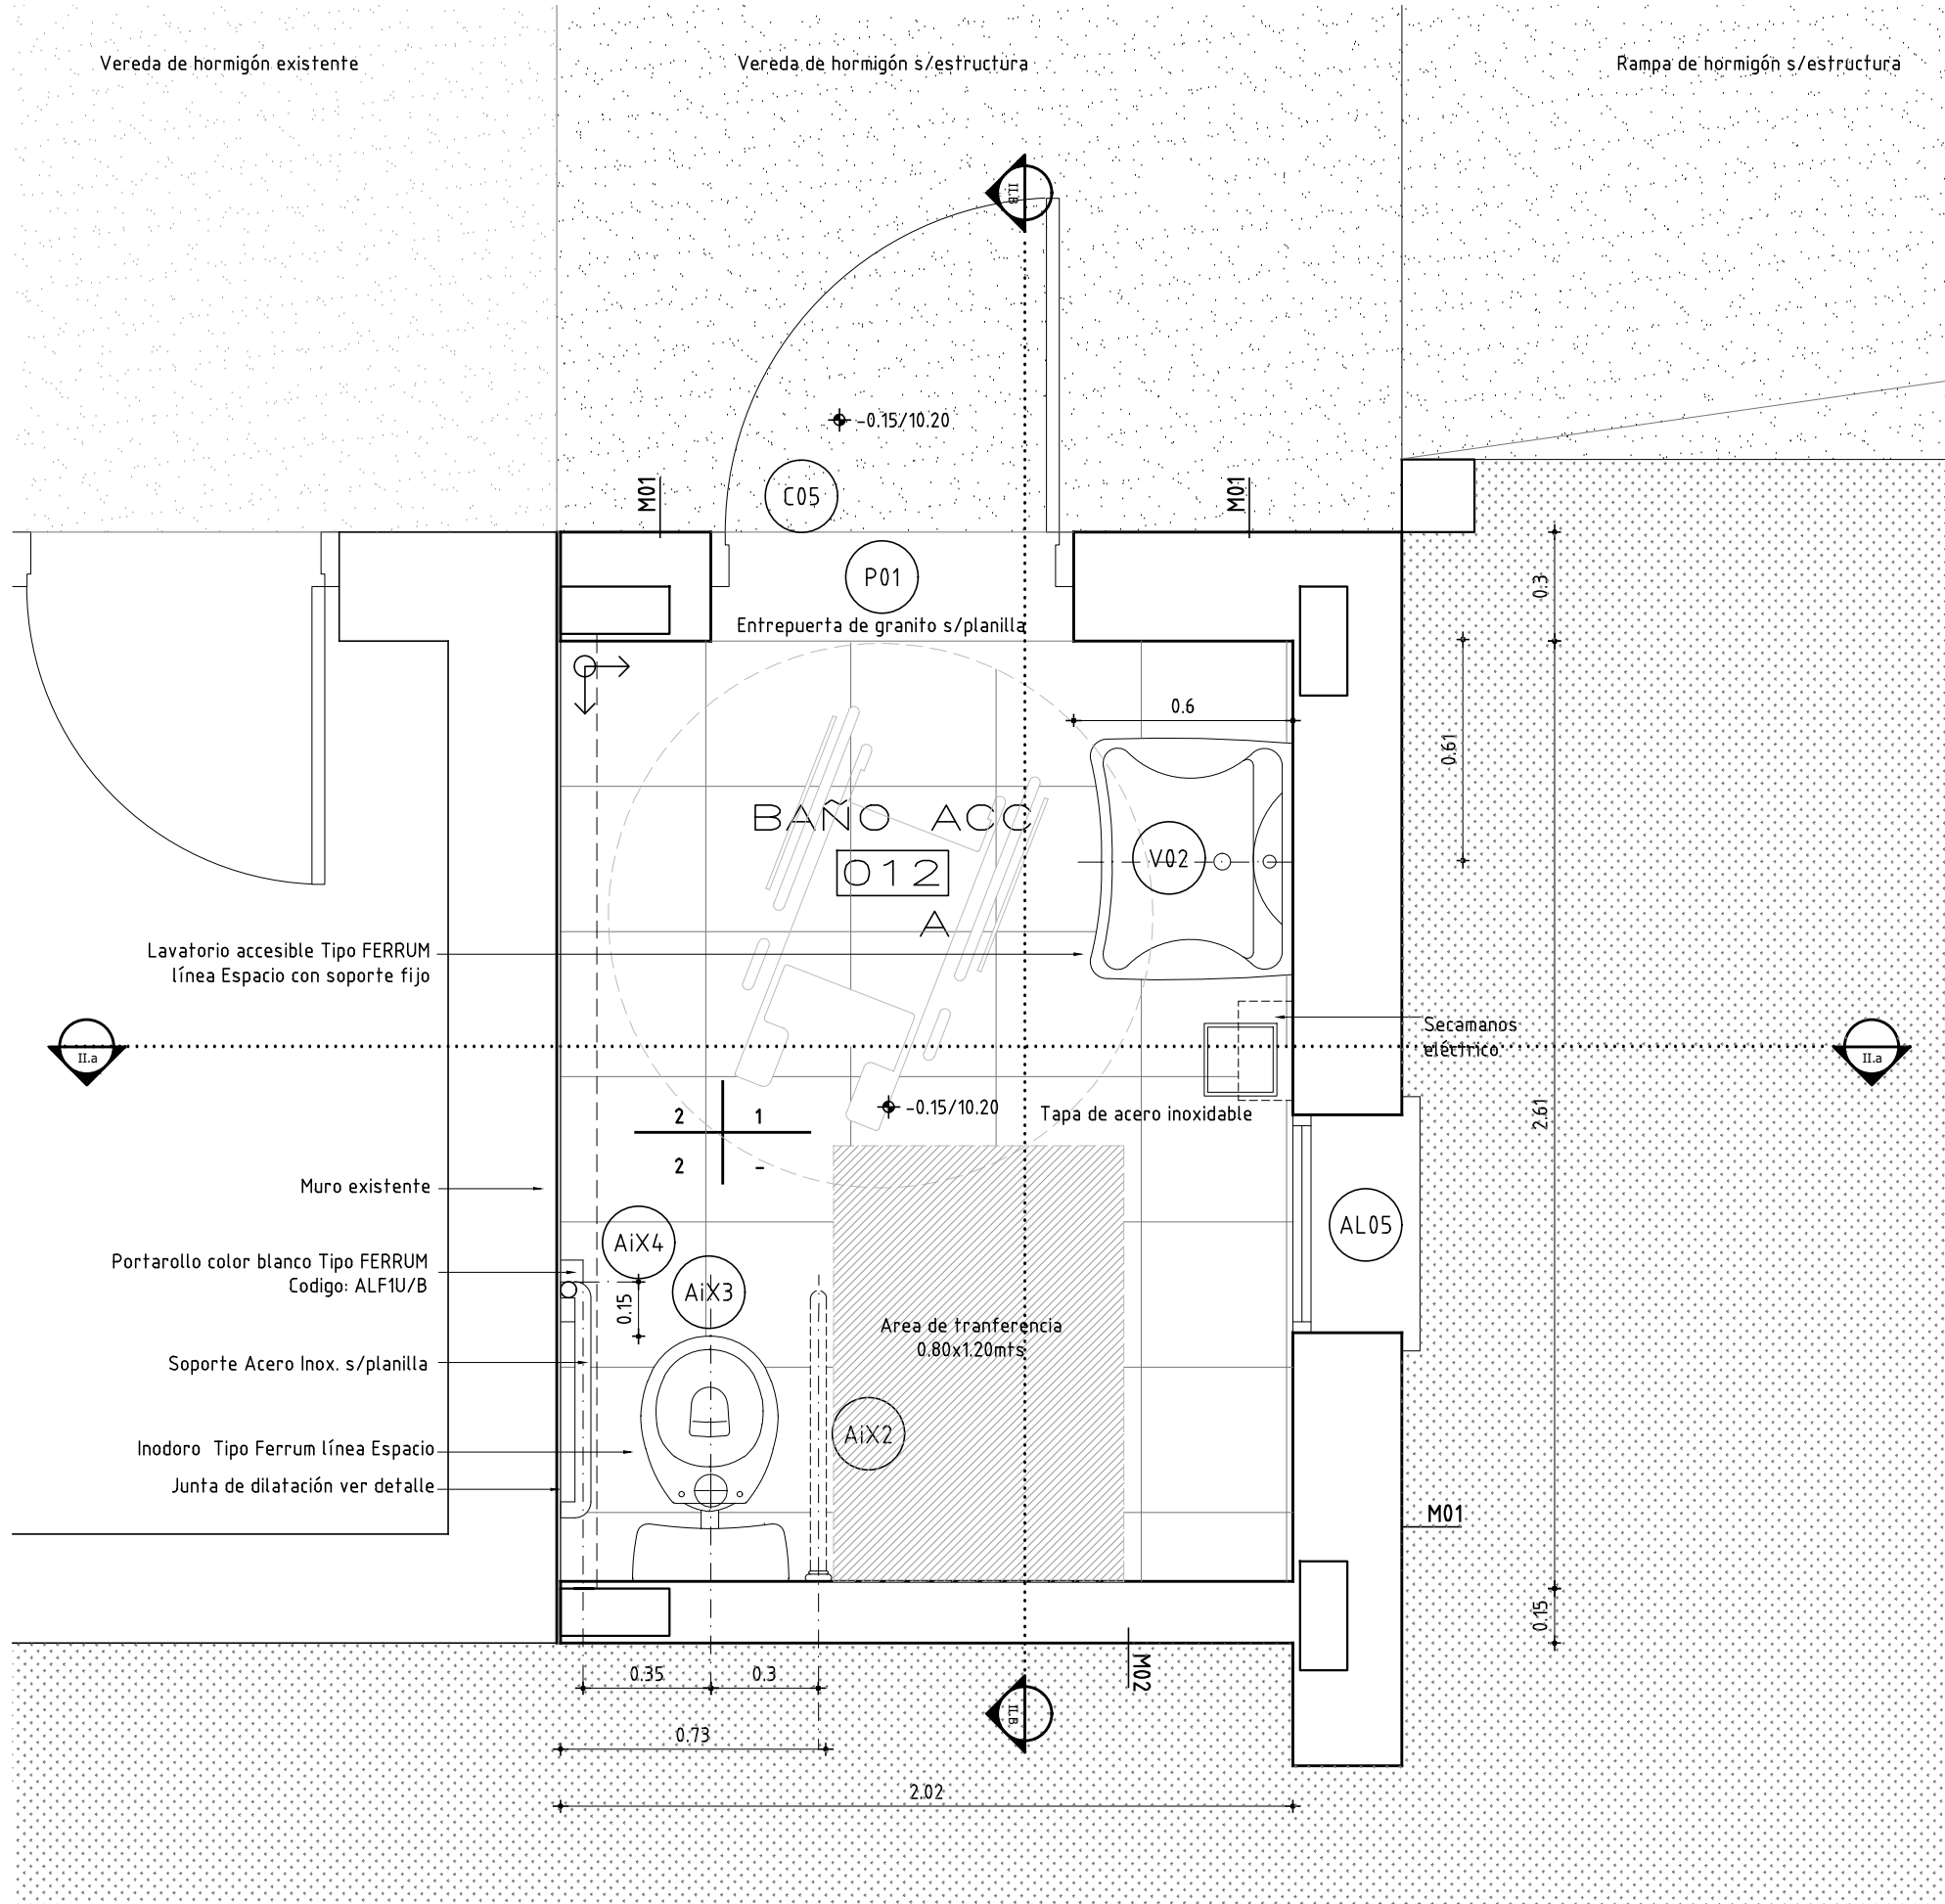 Vereda de hormigón existente
Vereda de hormigón s/estructura
Rampa de hormigón s/estructura
II.B
-0.15/10.20
C05
M01
M01
P01
Entrepuerta de granito s/planilla
0.3
0.6
0.61
BAÑO ACC
012
A
V02
Lavatorio accesible Tipo FERRUM
línea Espacio con soporte fijo
II.a
Secamanos
eléctrico
II.a
2 1
2 -
-0.15/10.20
Tapa de acero inoxidable
2.61
Muro existente
AiX4
AL05
Portarollo color blanco Tipo FERRUM
Codigo: ALF1U/B
AiX3
0.15
Area de tranferencia
0.80x1.20mts
Soporte Acero Inox. s/planilla
AiX2
Inodoro Tipo Ferrum línea Espacio
Junta de dilatación ver detalle
M01
0.15
0.35
0.3
M02
II.B
0.73
2.02